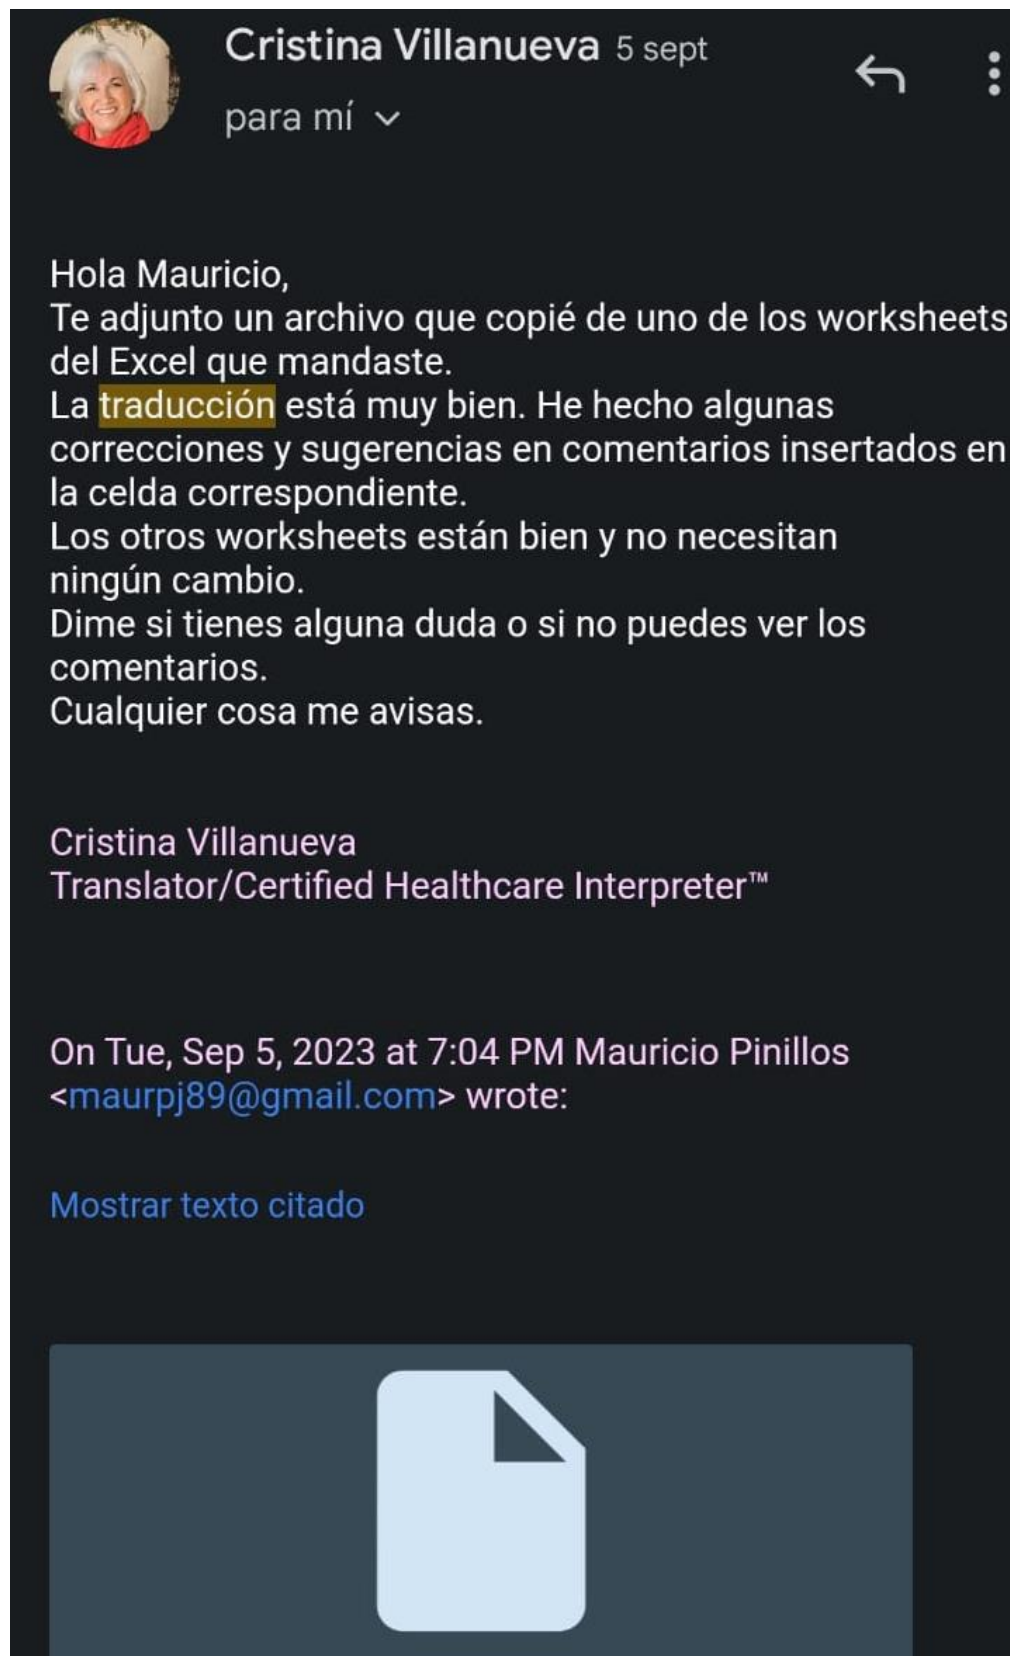 Cristina Villanueva 5 sept
para mí
Hola Mauricio,
Te adjunto un archivo que copié de uno de los worksheets
del Excel que mandaste.
La traducción está muy bien. He hecho algunas
correcciones y sugerencias en comentarios insertados en
la celda correspondiente.
Los otros worksheets están bien y no necesitan
ningún cambio.
Dime si tienes alguna duda o si no puedes ver los
comentarios.
Cualquier cosa me avisas.
Cristina Villanueva
Translator/Certified Healthcare Interpreter™
On Tue, Sep 5, 2023 at 7:04 PM Mauricio Pinillos
<maurpj89@gmail.com> wrote:
Mostrar texto citado